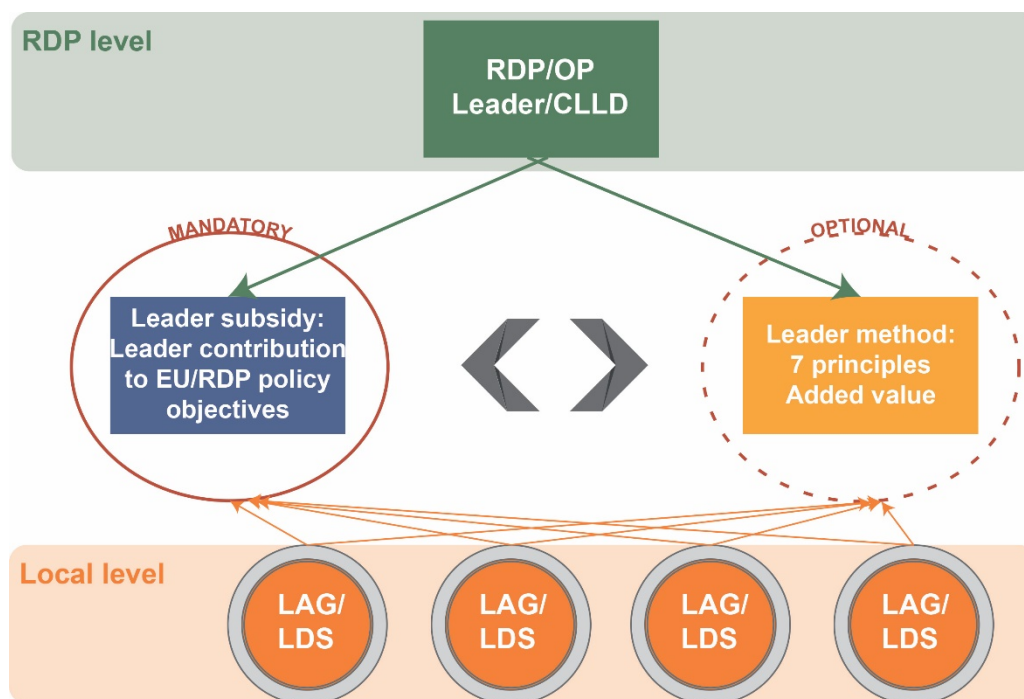 RDP level
RDP/OP
Leader/CLLD
MANDATORY
OPTIONAL
Leader subsidy:
Leader contribution
to EU/RDP policy
objectives
Leader method:
7 principles
Added value
Local level
LAG/
LDS
LAG/
LDS
LAG/
LDS
LAG/
LDS